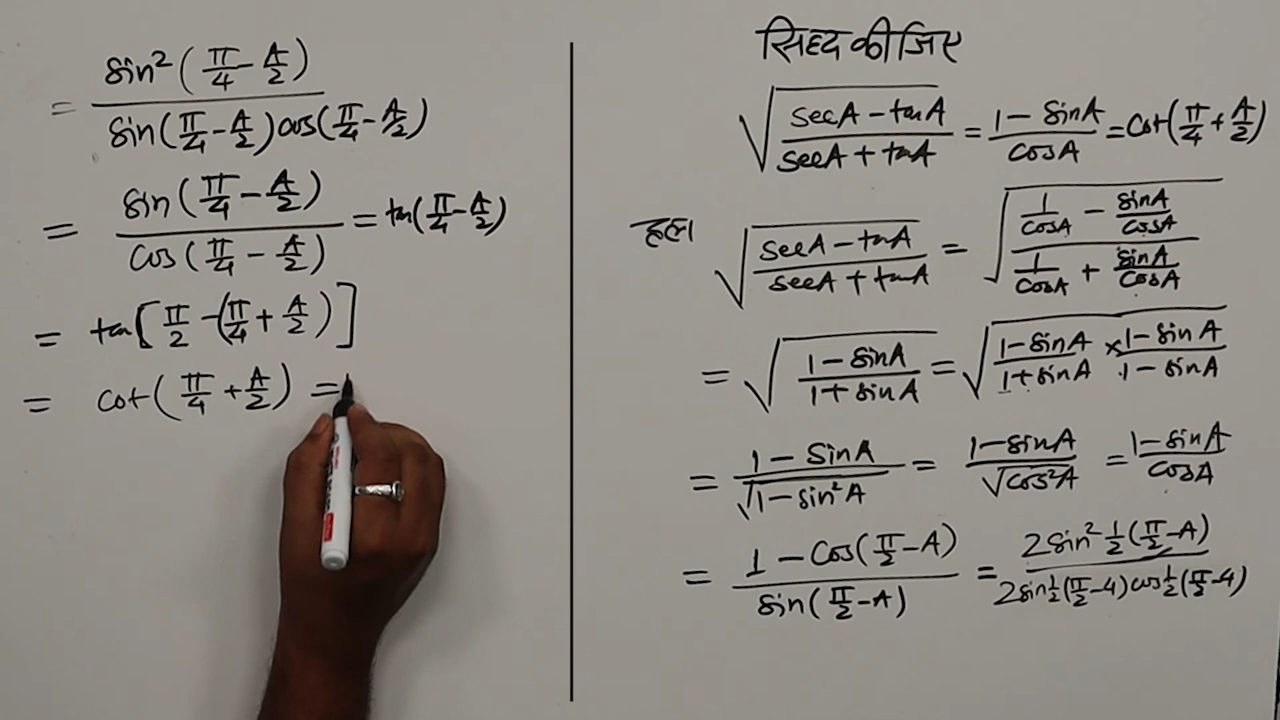 सिद्ध कीजिए
√((secA - tanA)/(secA + tanA)) = (1 - sinA)/cosA = cot(π/4 + A/2)
हल √((secA - tanA)/(secA + tanA)) = √((1/cosA - sinA/cosA)/(1/cosA + sinA/cosA))
= √((1 - sinA)/(1 + sinA)) = √((1 - sinA)/(1 + sinA) × (1 - sinA)/(1 - sinA))
= (1 - sinA)/√(1 - sin²A) = (1 - sinA)/√(cos²A) = (1 - sinA)/cosA
= (1 - cos(π/2 - A))/sin(π/2 - A) = (2sin² ½(π/2 - A))/(2sin½(π/2 - 4)cos½(π/2 - 4))
= sin²(π/4 - A/2)/(sin(π/4 - A/2)cos(π/4 - A/2))
= sin(π/4 - A/2)/cos(π/4 - A/2) = tan(π/4 - A/2)
= tan[π/2 - (π/4 + A/2)]
= cot(π/4 + A/2) =